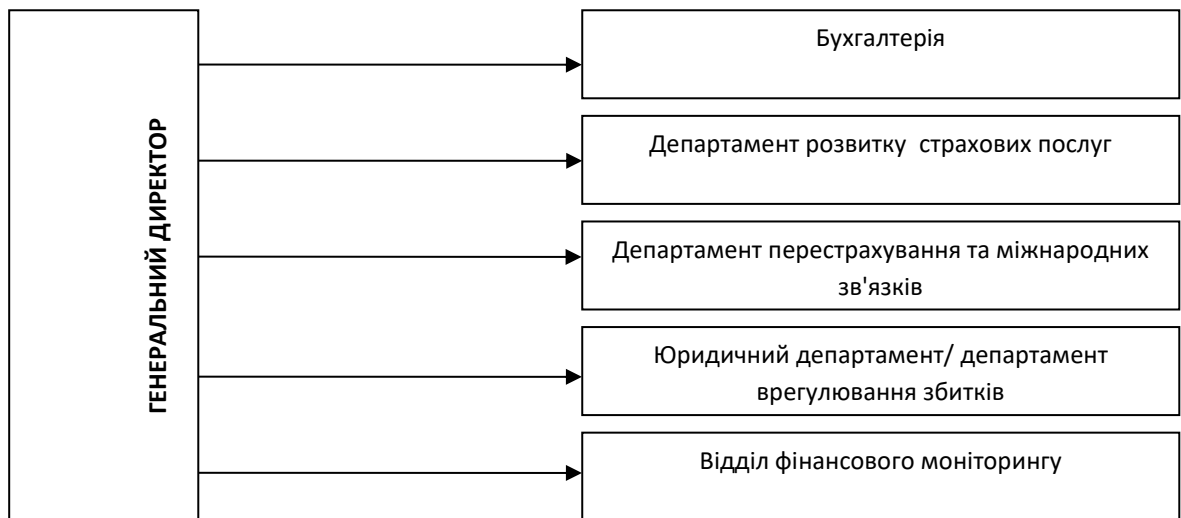 ГЕНЕРАЛЬНИЙ ДИРЕКТОР
Бухгалтерія
Департамент розвитку страхових послуг
Департамент перестрахування та міжнародних
зв'язків
Юридичний департамент/ департамент
врегулювання збитків
Відділ фінансового моніторингу